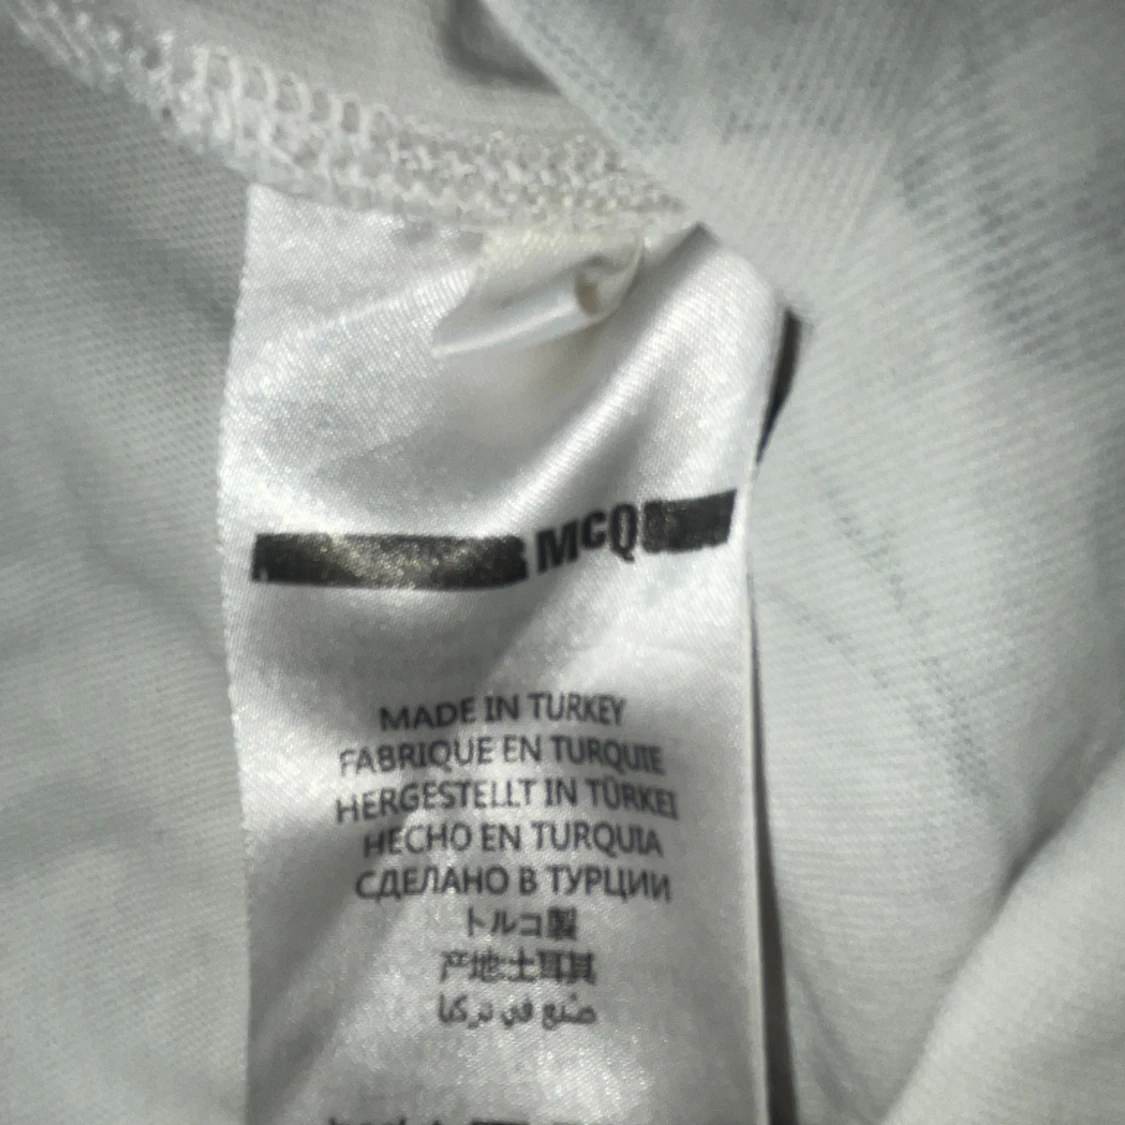 McQ
MADE IN TURKEY
FABRIQUE EN TURQUIE
HERGESTELLT IN TÜRKEI
HECHO EN TURQUIA
СДЕЛАНО В ТУРЦИИ
トルコ製
产地:土耳其
صنع في تركيا